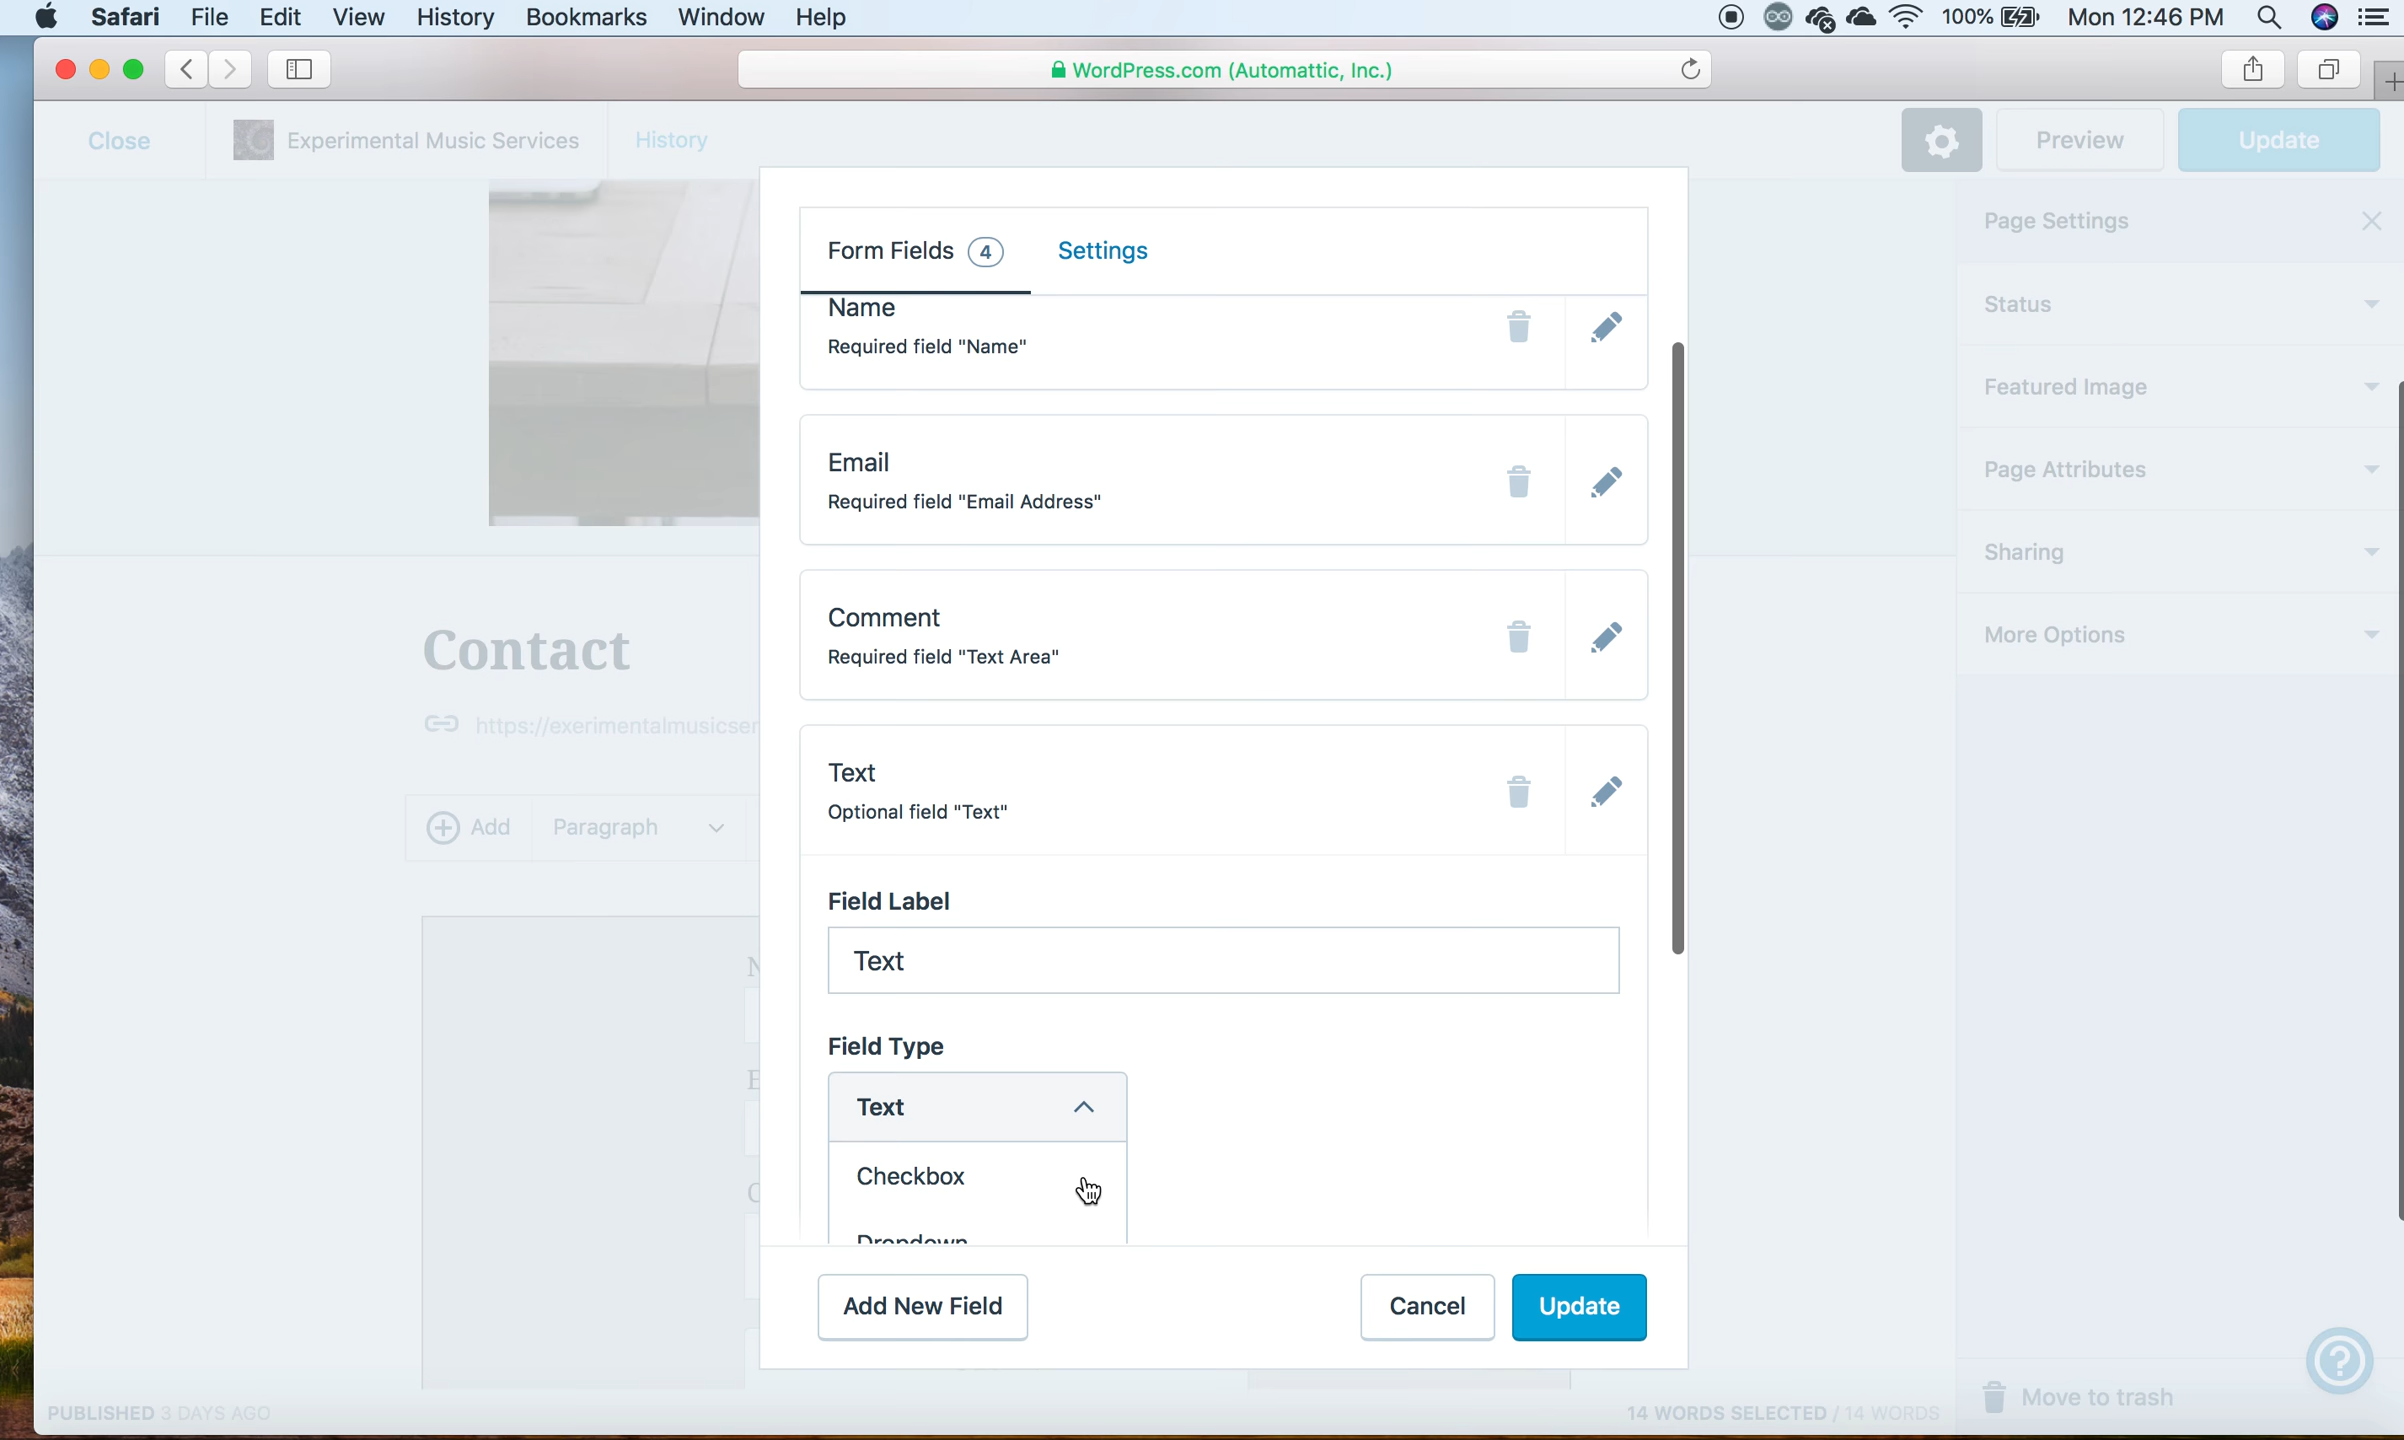 Safari File Edit View History Bookmarks Window Help 100% Mon 12:46 PM
WordPress.com (Automattic, Inc.)
Close Experimental Music Services History Preview Update
Form Fields 4 Settings
Name
Required field "Name"
Email
Required field "Email Address"
Comment
Required field "Text Area"
Text
Optional field "Text"
Field Label
Text
Field Type
Text
Checkbox
Dropdown
Add New Field Cancel Update
Contact
https://exerimentalmusicser
Add Paragraph
N
E
C
Page Settings
Status
Featured Image
Page Attributes
Sharing
More Options
Move to trash
PUBLISHED 3 DAYS AGO
14 WORDS SELECTED / 14 WORDS